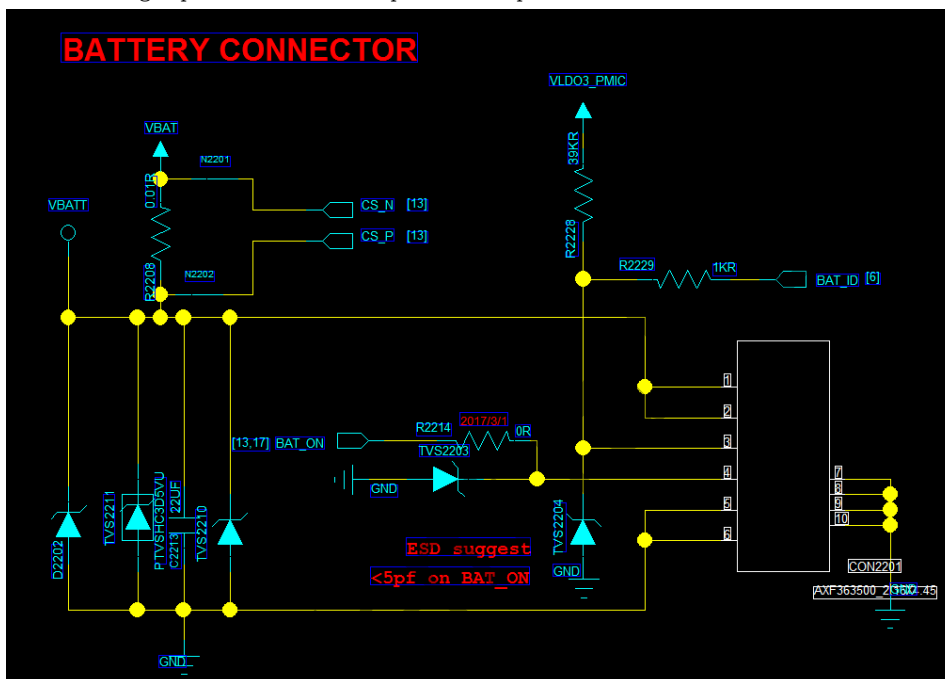 BATTERY CONNECTOR
VLDO3_PMIC
VBAT
N2201
39KR
0.01R
VBATT
CS_N [13]
CS_P [13]
R2228
R2208
N2202
R2229 1KR
BAT_ID [6]
1
2
3
4
5
6
7
8
9
10
2017/3/1
R2214 0R
[13,17] BAT_ON
TVS2203
GND
D2202
TVS2211
PTVSHC3D5VU
22UF
C2213
TVS2210
TVS2204
ESD suggest
<5pf on BAT_ON
GND
CON2201
GND